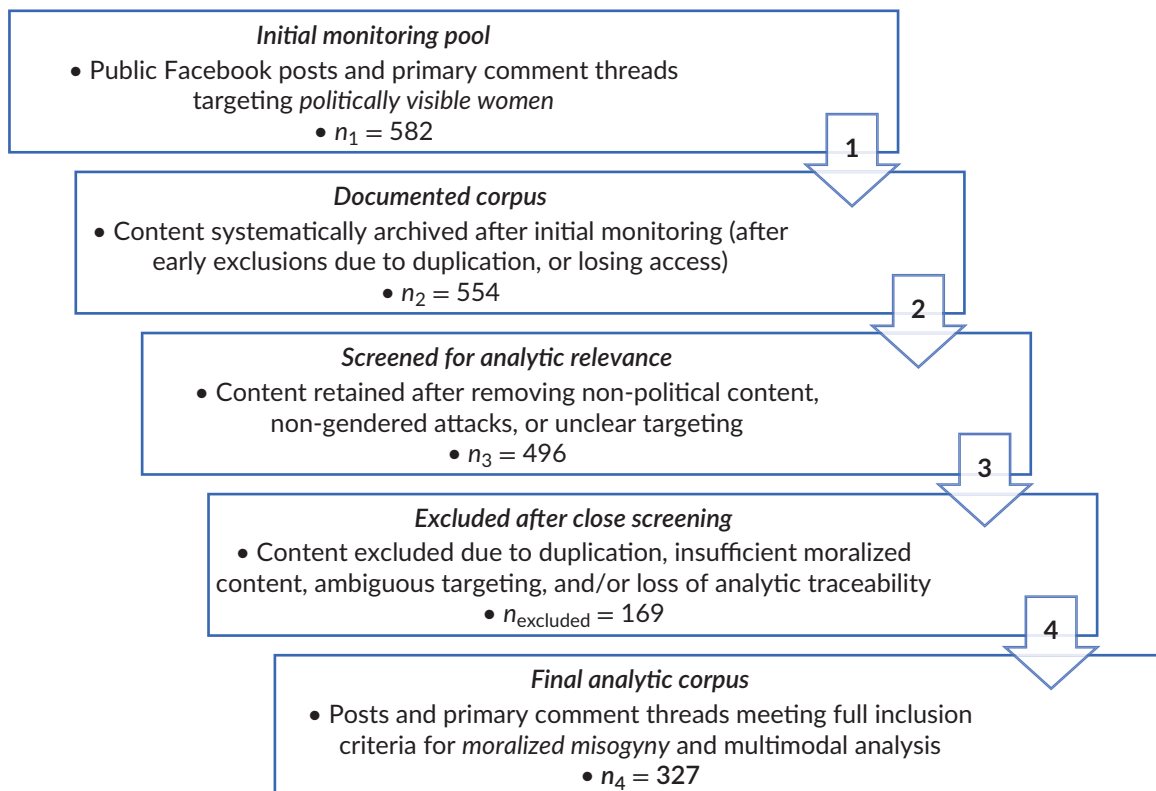 Initial monitoring pool
• Public Facebook posts and primary comment threads
targeting politically visible women
• n₁ = 582
1
Documented corpus
• Content systematically archived after initial monitoring (after
early exclusions due to duplication, or losing access)
• n₂ = 554
2
Screened for analytic relevance
• Content retained after removing non-political content,
non-gendered attacks, or unclear targeting
• n₃ = 496
3
Excluded after close screening
• Content excluded due to duplication, insufficient moralized
content, ambiguous targeting, and/or loss of analytic traceability
• n_excluded = 169
4
Final analytic corpus
• Posts and primary comment threads meeting full inclusion
criteria for moralized misogyny and multimodal analysis
• n₄ = 327